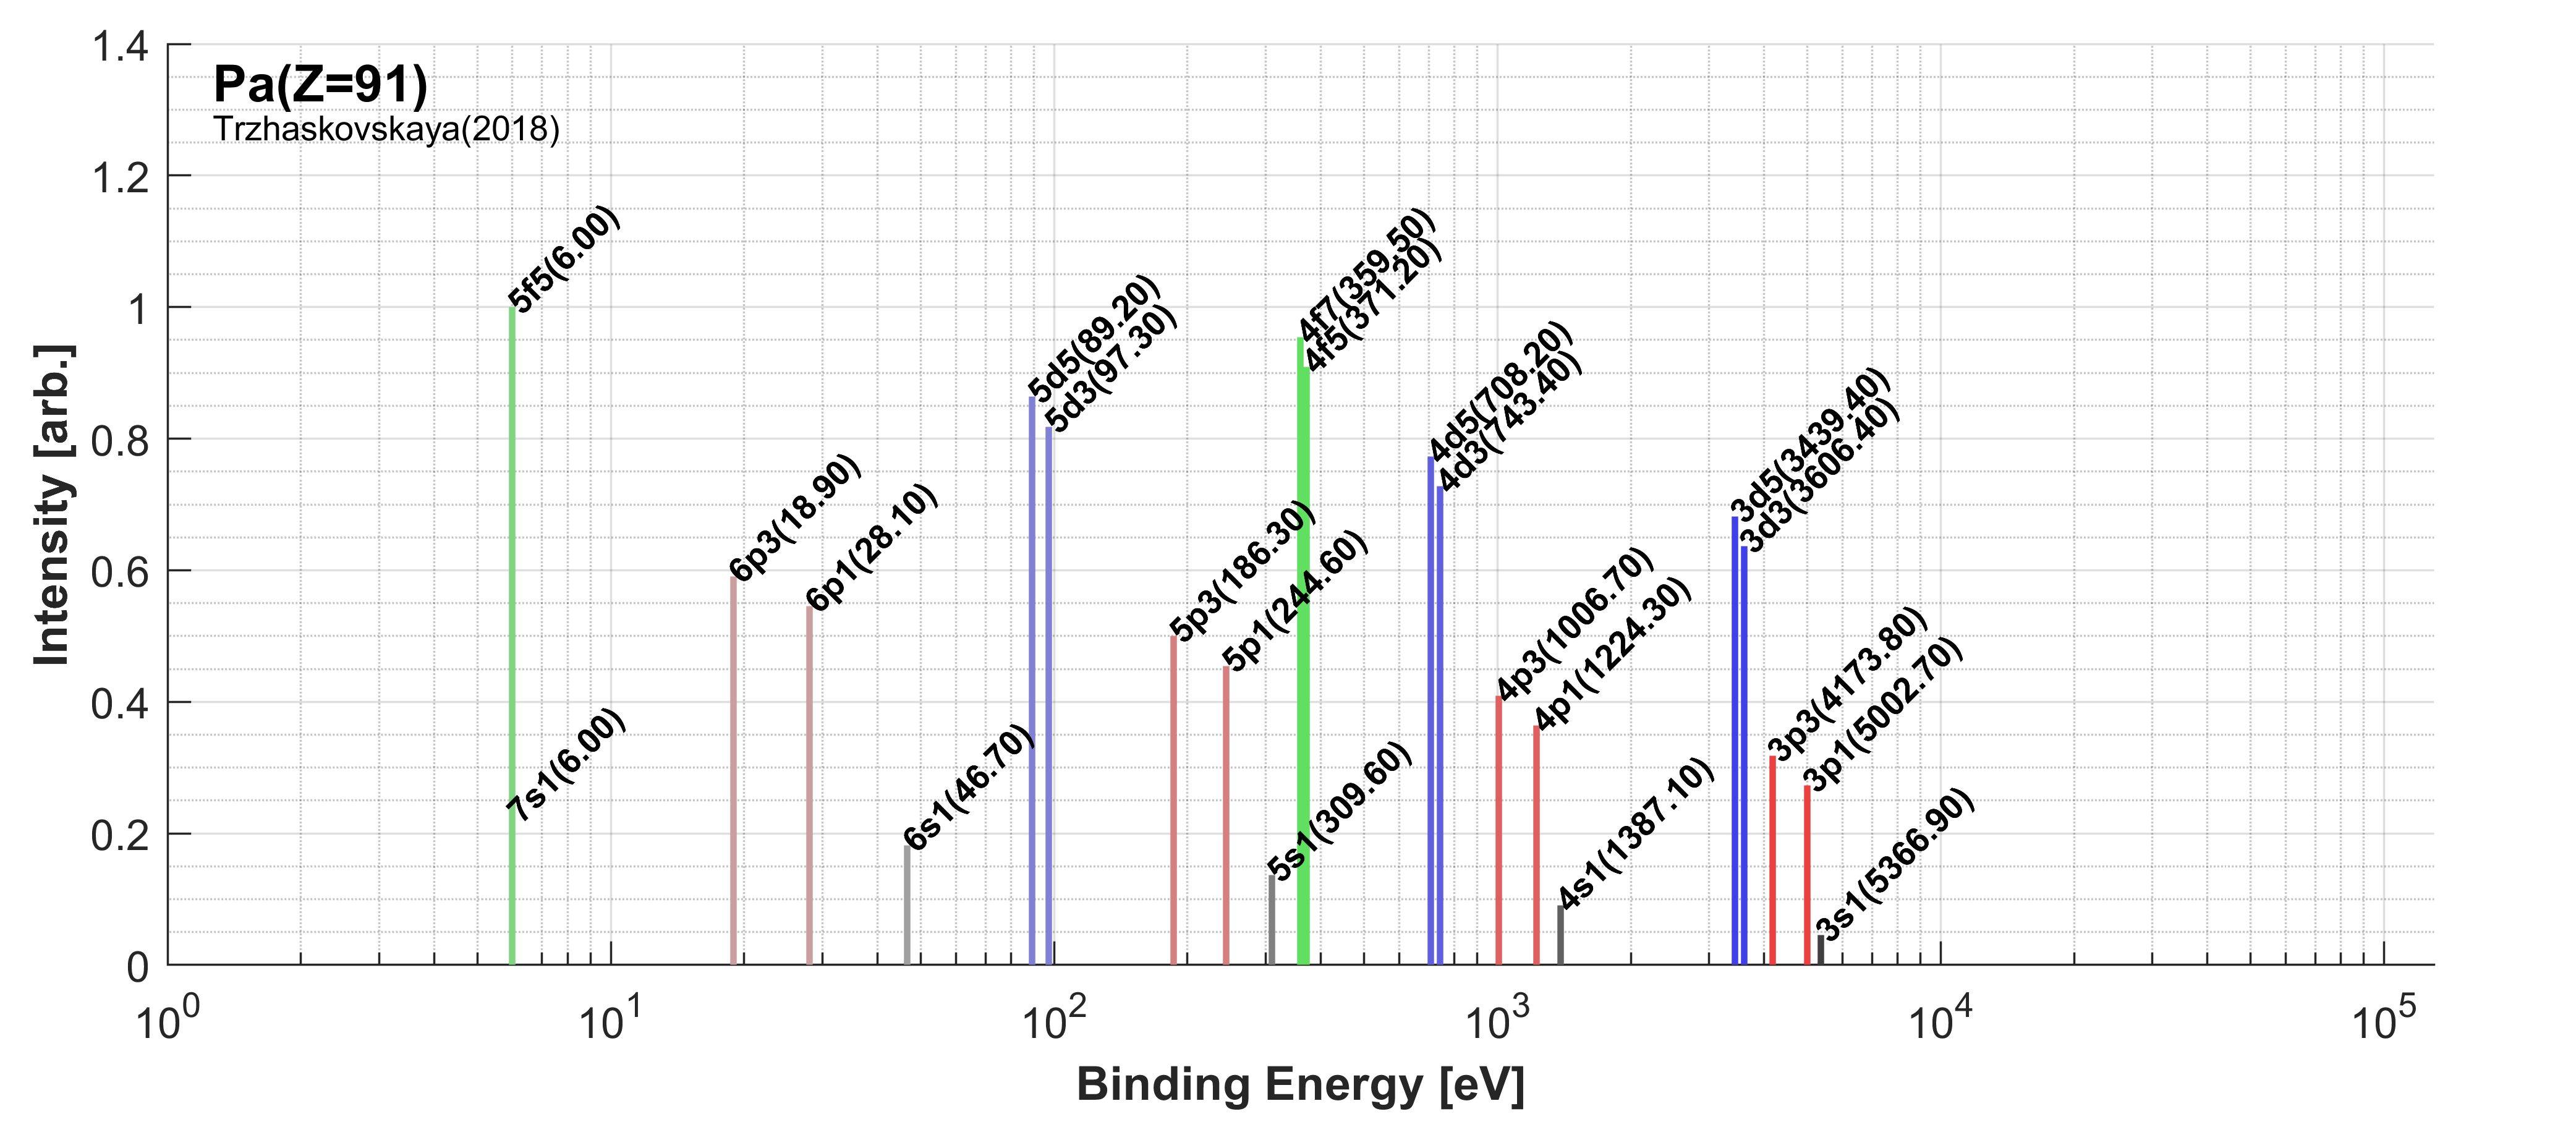 Pa(Z=91)
Trzhaskovskaya(2018)
Intensity [arb.]
1.4
1.2
1
0.8
0.6
0.4
0.2
0
5f5(6.00)
7s1(6.00)
6p3(18.90)
6p1(28.10)
6s1(46.70)
5d5(89.20)
5d3(97.30)
5p3(186.30)
5p1(244.60)
5s1(309.60)
4f7(359.50)
4f5(371.20)
4d5(708.20)
4d3(743.40)
4p3(1006.70)
4p1(1224.30)
4s1(1387.10)
3d5(3439.40)
3d3(3606.40)
3p3(4173.80)
3p1(5002.70)
3s1(5366.90)
10^0 10^1 10^2 10^3 10^4 10^5
Binding Energy [eV]